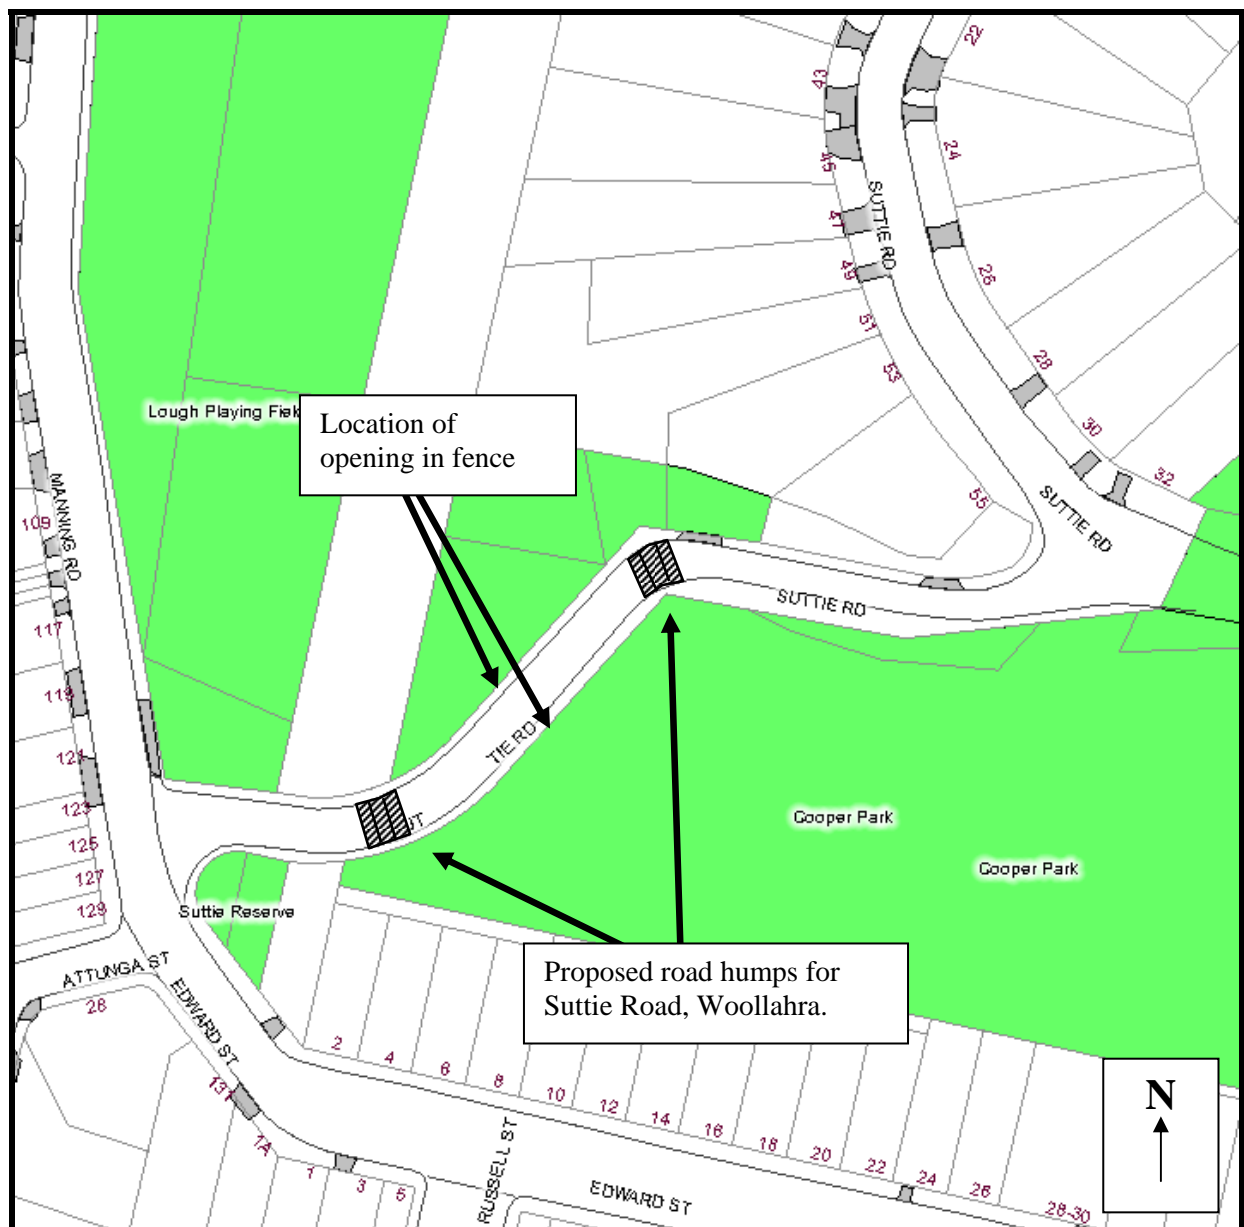 22
43
24
45
SUTTIE RD
47
49
26
51
53
28
30
32
55
SUTTIE RD
Lough Playing Fiel
Location of
opening in fence
MANNING RD
109
117
119
121
123
125
127
129
SUTTIE RD
TIE RD
UT
Cooper Park
Cooper Park
Suttie Reserve
Proposed road humps for
Suttie Road, Woollahra.
ATTUNGA ST
26
EDWARD ST
131
1A
1
3
5
2
4
6
8
10
12
14
16
18
20
22
24
26
28-30
RUSSELL ST
EDWARD ST
N